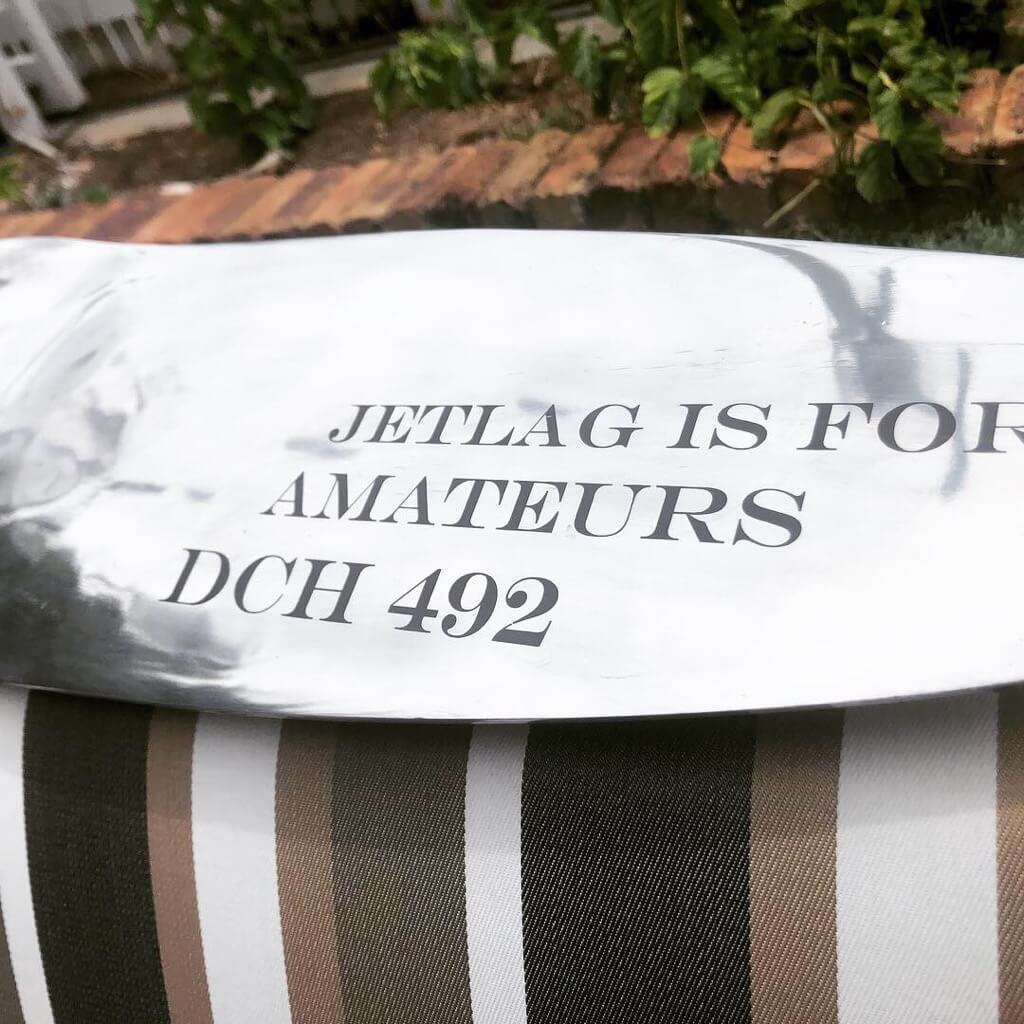 JETLAG IS FOR
AMATEURS
DCH 492